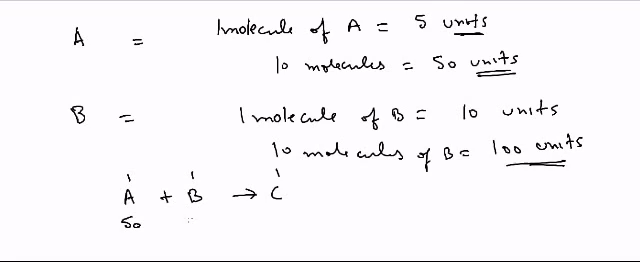 A = 1 molecule of A = 5 units
10 molecules = 50 units
B = 1 molecule of B = 10 units
10 molecules of B = 100 units
1 1 1
A + B → C
50